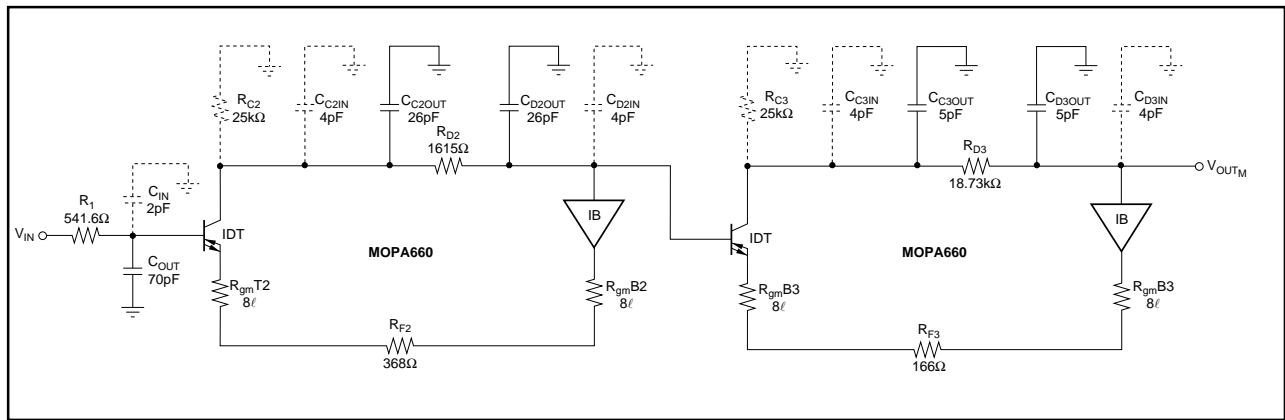 RC2
25kΩ
CC2IN
4pF
CC2OUT
26pF
CD2OUT
26pF
CD2IN
4pF
RD2
1615Ω
CIN
2pF
R1
541.6Ω
VIN
COUT
70pF
IDT
MOPA660
IB
RgmT2
8ℓ
RgmB2
8ℓ
RF2
368Ω
RC3
25kΩ
CC3IN
4pF
CC3OUT
5pF
CD3OUT
5pF
CD3IN
4pF
RD3
18.73kΩ
VOUTM
IDT
MOPA660
IB
RgmB3
8ℓ
RgmB3
8ℓ
RF3
166Ω